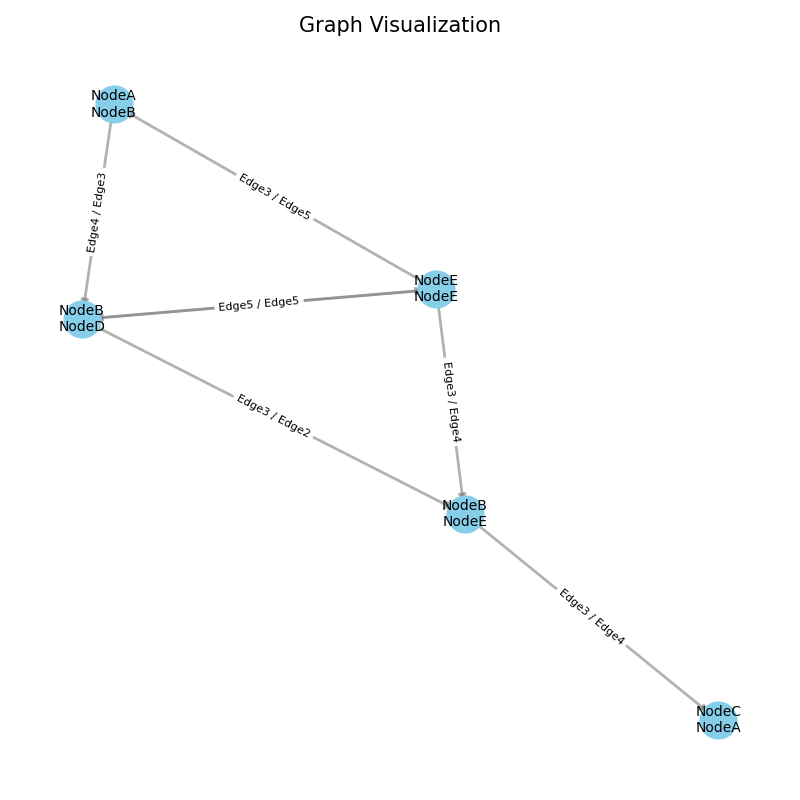 Graph Visualization
NodeA
NodeB
Edge4 / Edge3
Edge3 / Edge5
NodeE
NodeE
Edge5 / Edge5
NodeB
NodeD
Edge3 / Edge4
Edge3 / Edge2
NodeB
NodeE
Edge3 / Edge4
NodeC
NodeA